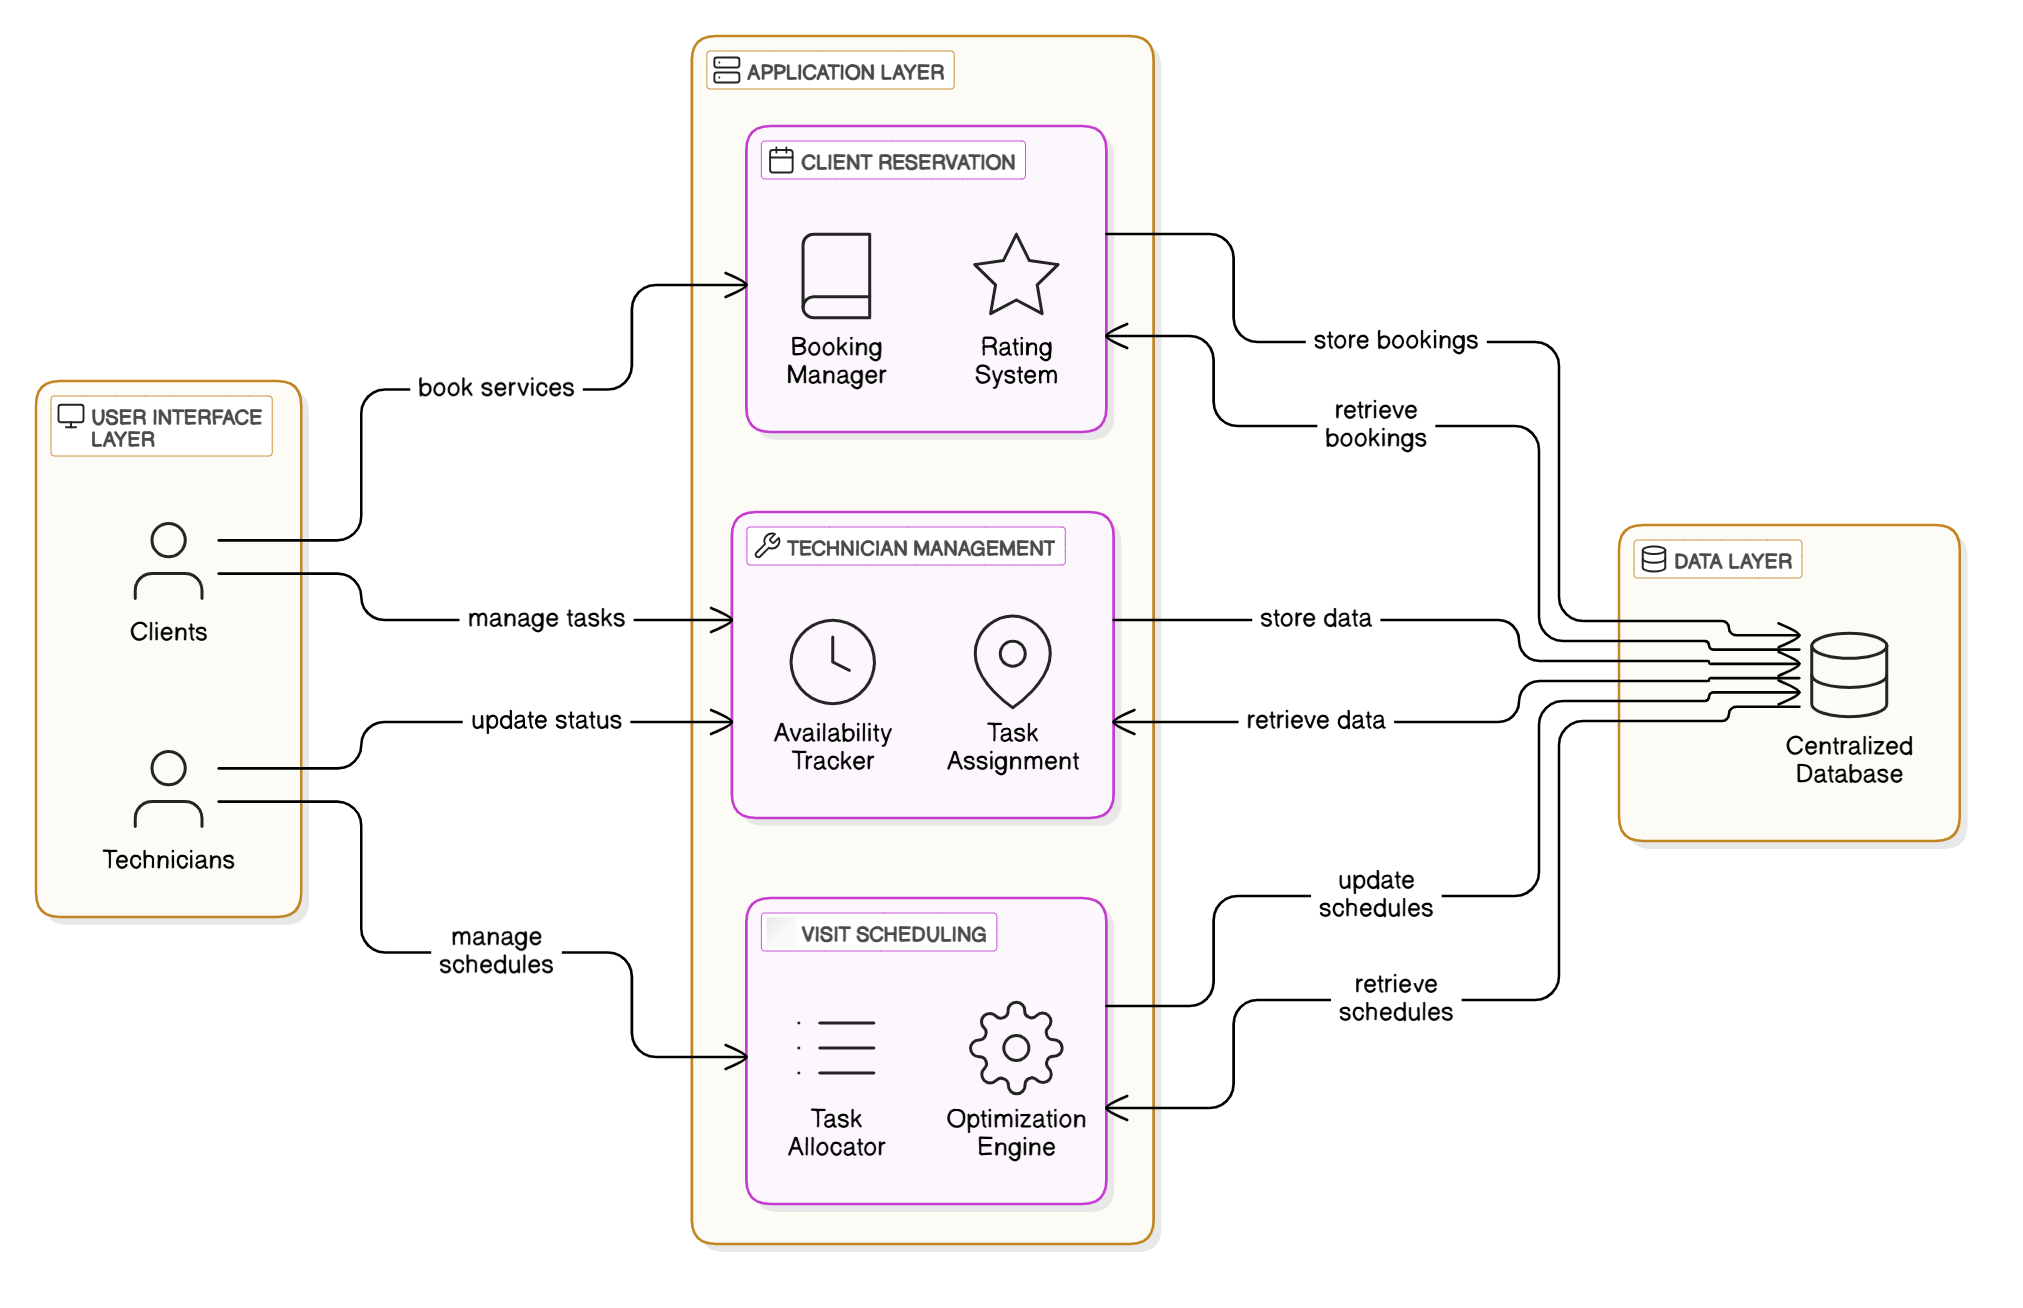 APPLICATION LAYER
CLIENT RESERVATION
Booking
Manager
Rating
System
book services
store bookings
retrieve
bookings
USER INTERFACE
LAYER
Clients
Technicians
manage tasks
update status
manage
schedules
TECHNICIAN MANAGEMENT
Availability
Tracker
Task
Assignment
store data
retrieve data
DATA LAYER
Centralized
Database
update
schedules
retrieve
schedules
VISIT SCHEDULING
Task
Allocator
Optimization
Engine